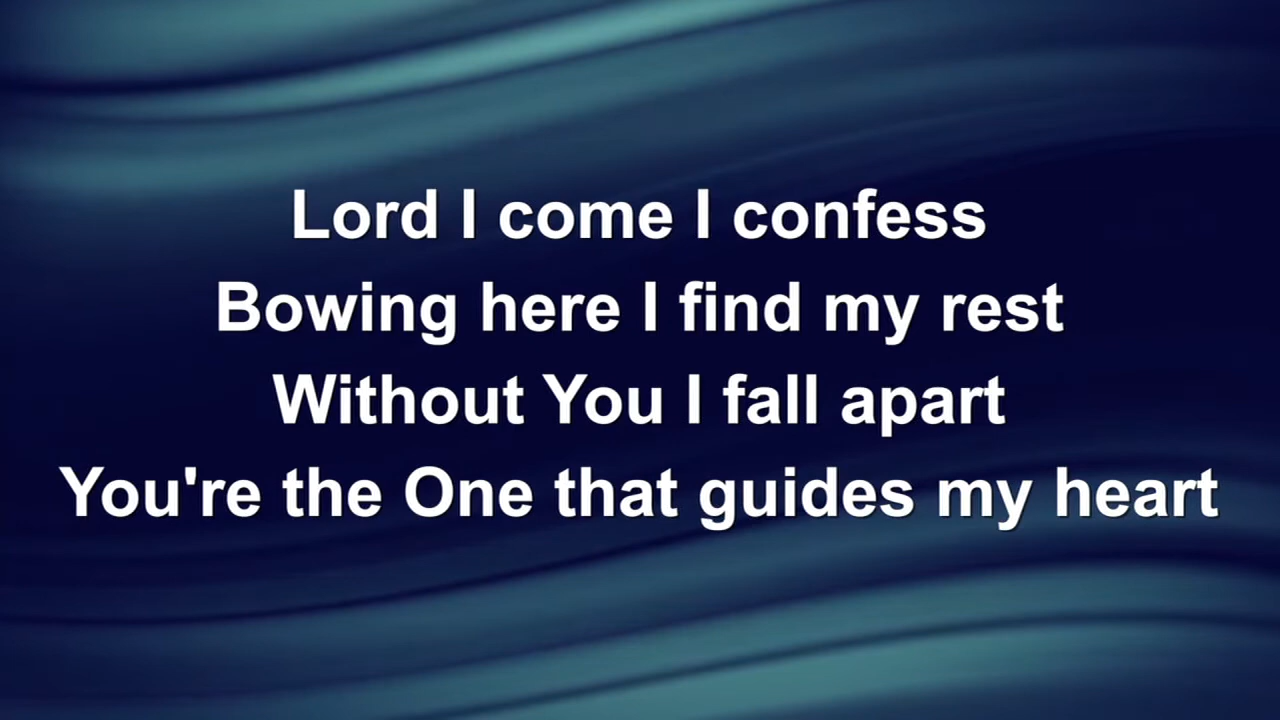 Lord I come I confess
Bowing here I find my rest
Without You I fall apart
You're the One that guides my heart